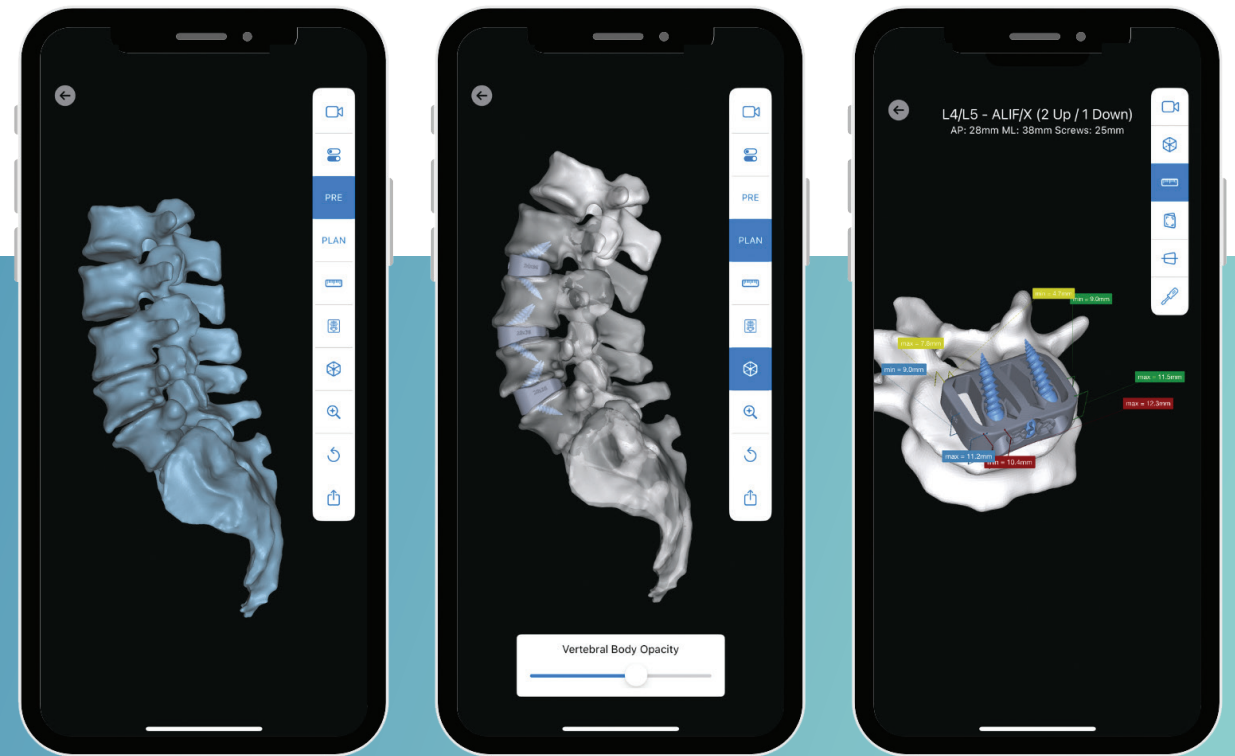 PRE
PLAN
PRE
PLAN
Vertebral Body Opacity
L4/L5 - ALIF/X (2 Up / 1 Down)
AP: 28mm ML: 38mm Screws: 25mm
min = 9.0mm
max = 7.8mm
min = 9.0mm
max = 11.5mm
max = 12.3mm
max = 11.2mm
min = 10.4mm